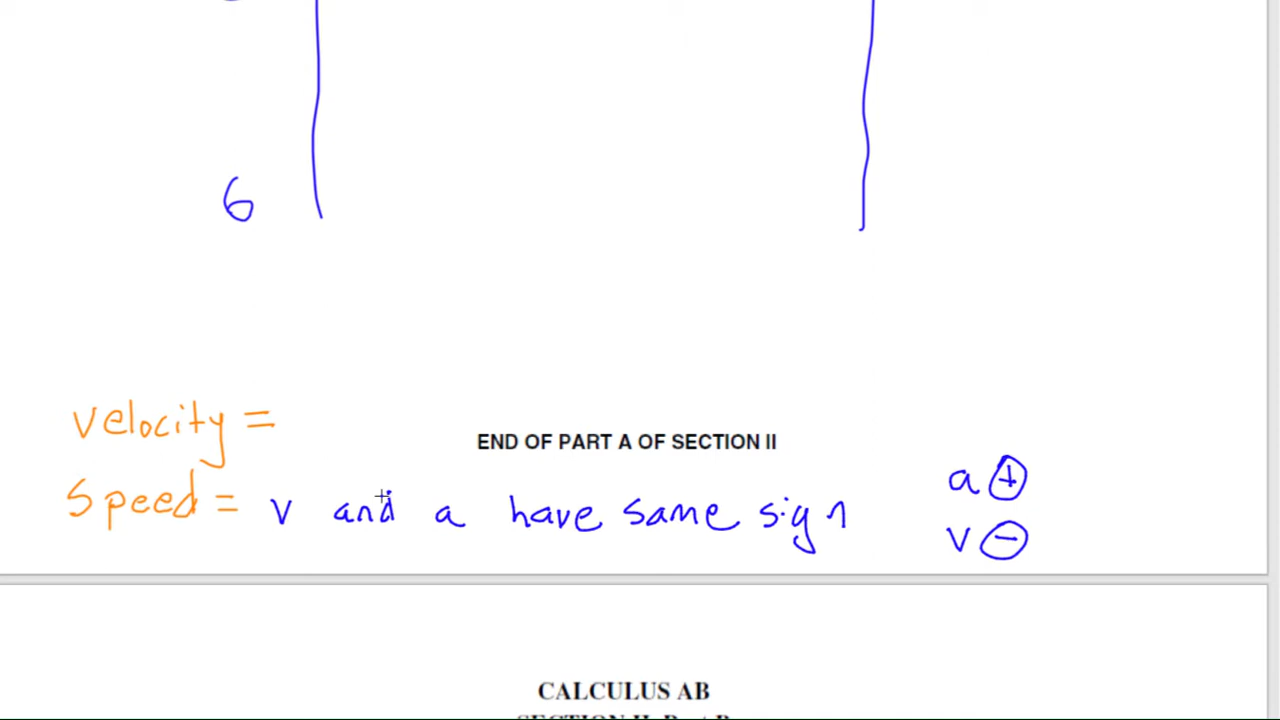 6
velocity =
END OF PART A OF SECTION II
speed = v and a have same sign
a +
v −
CALCULUS AB